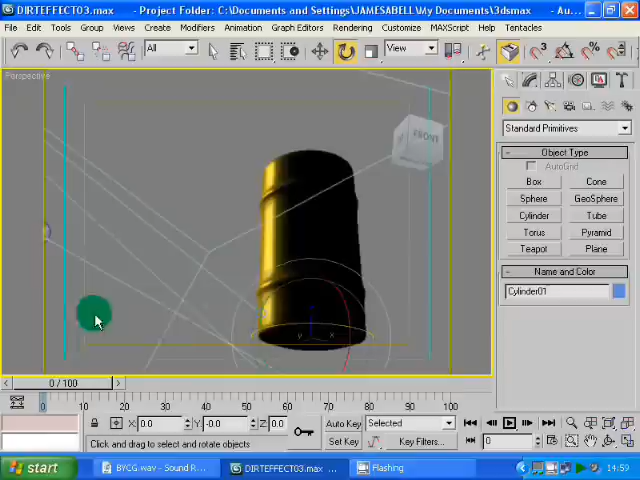 DIRTEFFECT03.max - Project Folder: C:\Documents and Settings\JAMESABELL\My Documents\3dsmax - Au...
File Edit Tools Group Views Create Modifiers Animation Graph Editors Rendering Customize MAXScript Help Tentacles
All View
Perspective
FRONT
Standard Primitives
Object Type
AutoGrid
Box Cone
Sphere GeoSphere
Cylinder Tube
Torus Pyramid
Teapot Plane
Name and Color
Cylinder01
0 / 100
0 10 20 30 40 50 60 70 80 90 100
X: 0.0 Y: -0.0 Z: 0.0 Auto Key Selected
Click and drag to select and rotate objects Set Key Key Filters... 0
start BYCG.wav - Sound R... DIRTEFFECT03.max ... Flashing 14:59